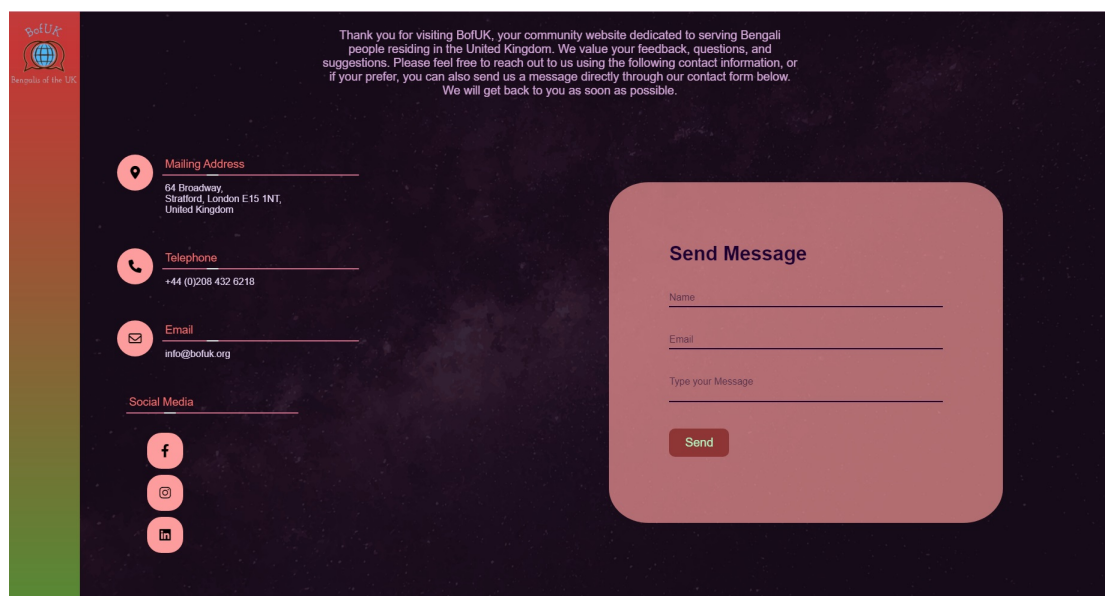 BofUK
Bengalis of the UK
Thank you for visiting BofUK, your community website dedicated to serving Bengali
people residing in the United Kingdom. We value your feedback, questions, and
suggestions. Please feel free to reach out to us using the following contact information, or
if your prefer, you can also send us a message directly through our contact form below.
We will get back to you as soon as possible.
Mailing Address
64 Broadway,
Stratford, London E15 1NT,
United Kingdom
Telephone
+44 (0)208 432 6218
Email
info@bofuk.org
Social Media
f
in
Send Message
Name
Email
Type your Message
Send